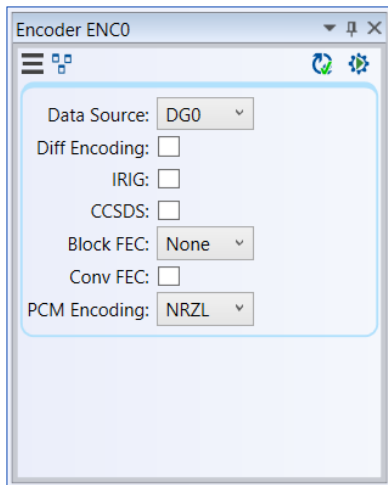 Encoder ENC0
Data Source: DG0
Diff Encoding:
IRIG:
CCSDS:
Block FEC: None
Conv FEC:
PCM Encoding: NRZL